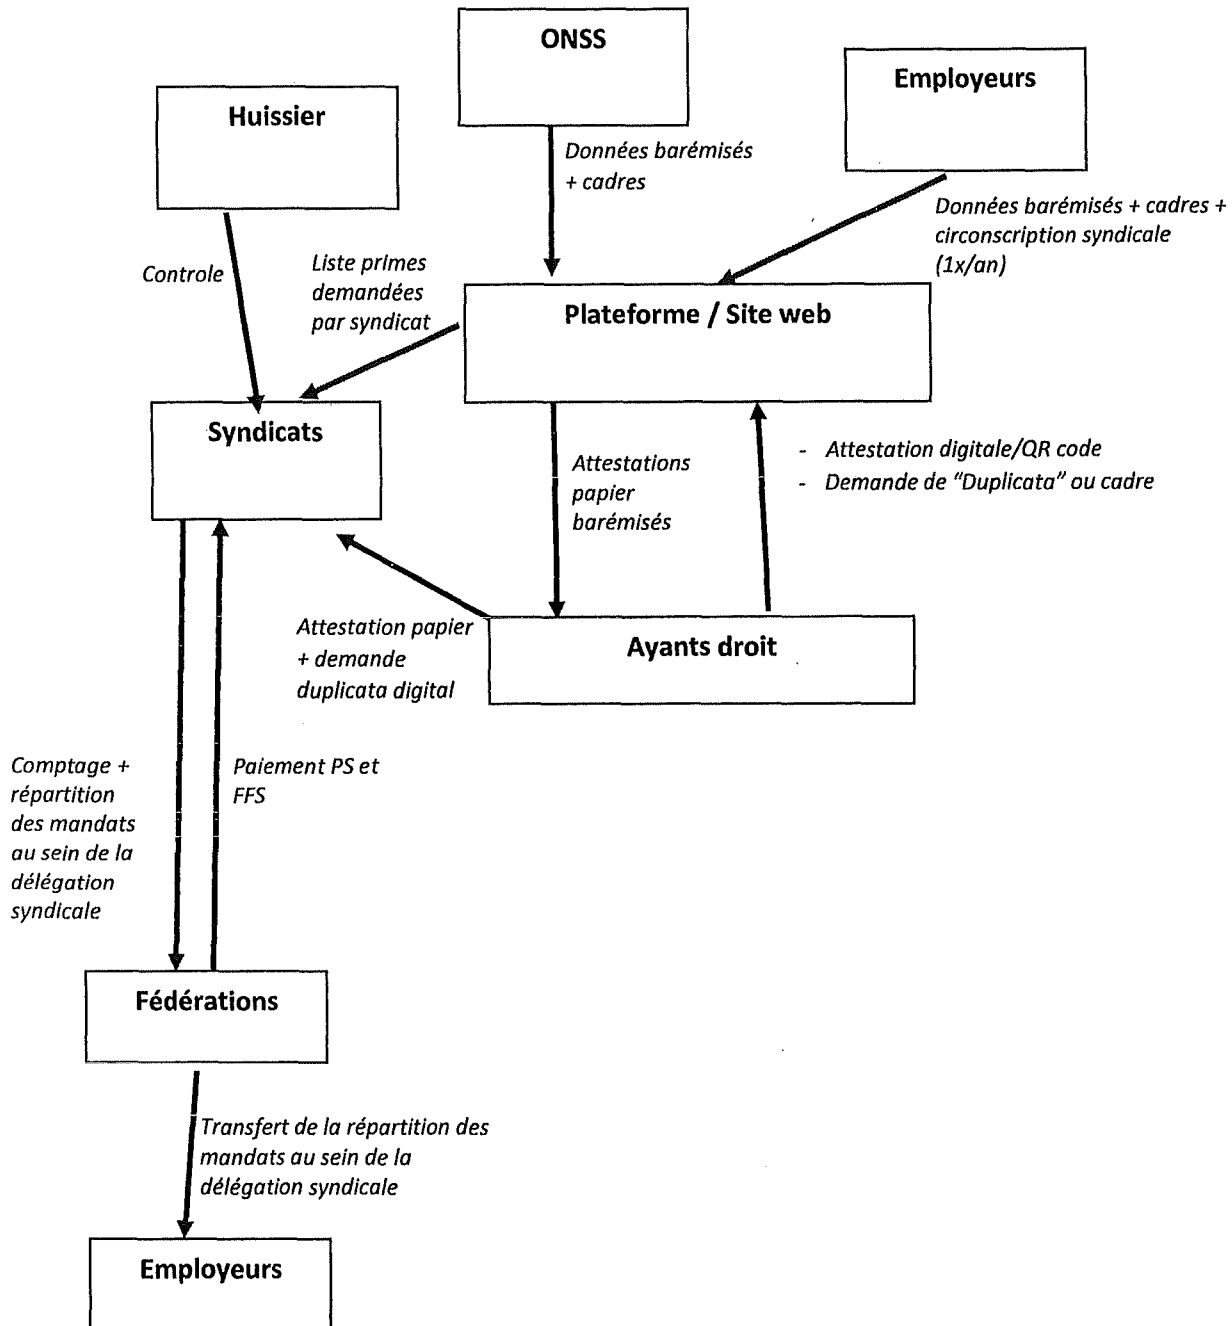 ONSS
Employeurs
Huissier
Données barémisés
+ cadres
Données barémisés + cadres +
circonscription syndicale
(1x/an)
Controle
Liste primes
demandées
par syndicat
Plateforme / Site web
Syndicats
Attestations
papier
barémisés
- Attestation digitale/QR code
- Demande de "Duplicata" ou cadre
Attestation papier
+ demande
duplicata digital
Ayants droit
Comptage +
répartition
des mandats
au sein de la
délégation
syndicale
Paiement PS et
FFS
Fédérations
Transfert de la répartition des
mandats au sein de la
délégation syndicale
Employeurs